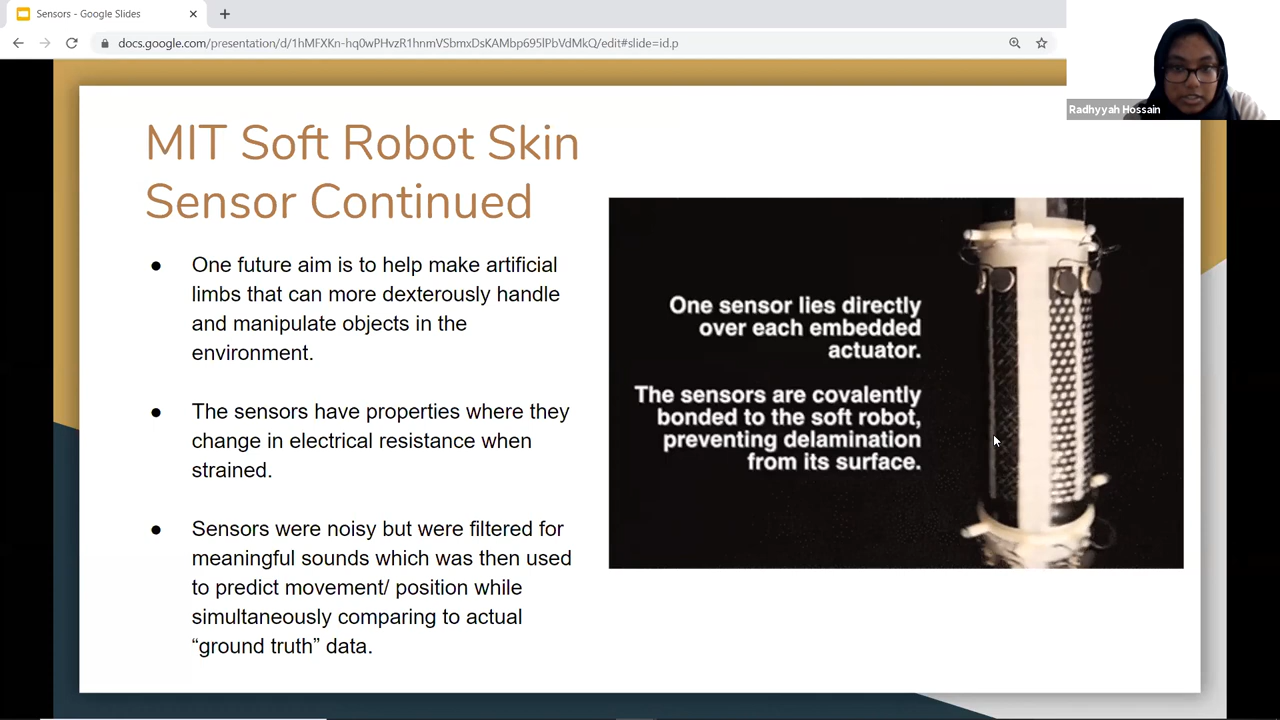 Sensors - Google Slides
docs.google.com/presentation/d/1hMFXKn-hq0wPHvzR1hnmVSbmxDsKAMbp695lPbVdMkQ/edit#slide=id.p
Radhyyah Hossain
MIT Soft Robot Skin
Sensor Continued
● One future aim is to help make artificial
limbs that can more dexterously handle
and manipulate objects in the
environment.
● The sensors have properties where they
change in electrical resistance when
strained.
● Sensors were noisy but were filtered for
meaningful sounds which was then used
to predict movement/ position while
simultaneously comparing to actual
“ground truth” data.
One sensor lies directly
over each embedded
actuator.
The sensors are covalently
bonded to the soft robot,
preventing delamination
from its surface.